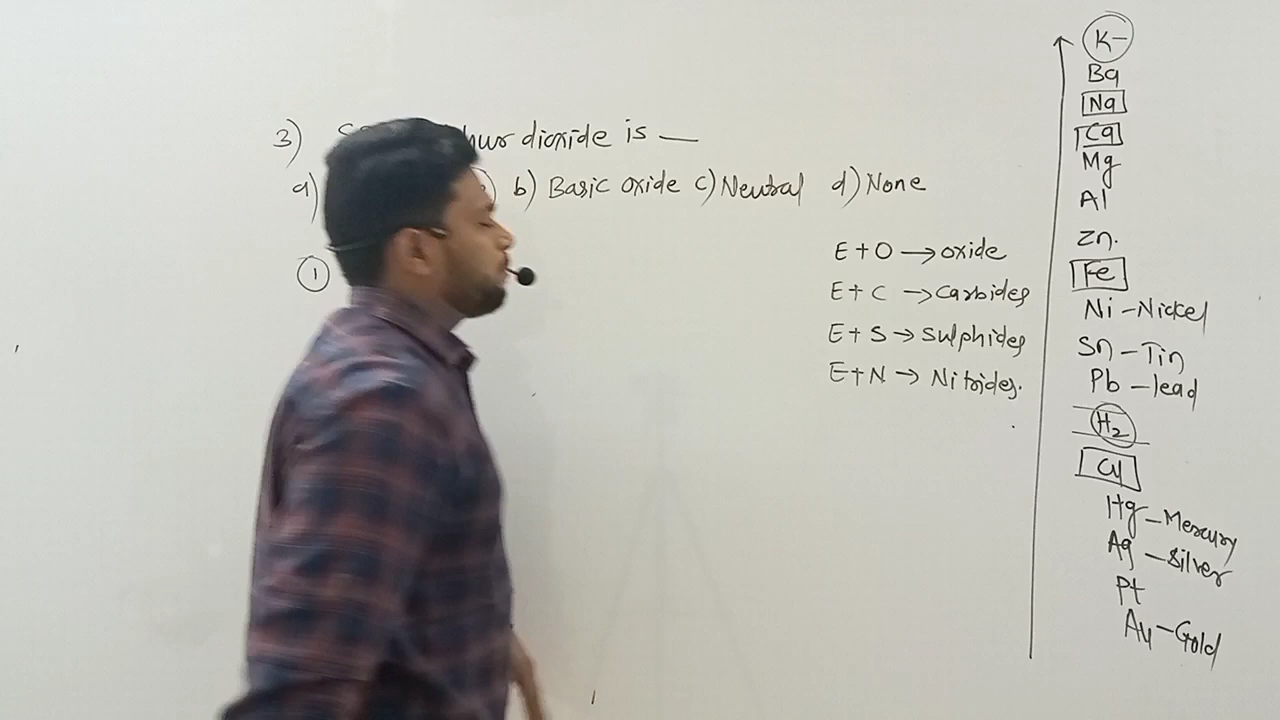 3) S hur dioxide is —
a) b) Basic oxide c) Neutral d) None
①
E + O → oxide
E + C → Carbides
E + S → Sulphides
E + N → Nitrides.
K
Ba
Na
Ca
Mg
Al
Zn.
Fe
Ni - Nickel
Sn - Tin
Pb - lead
H₂
Cu
Hg - Mercury
Ag - Silver
Pt
Au - Gold